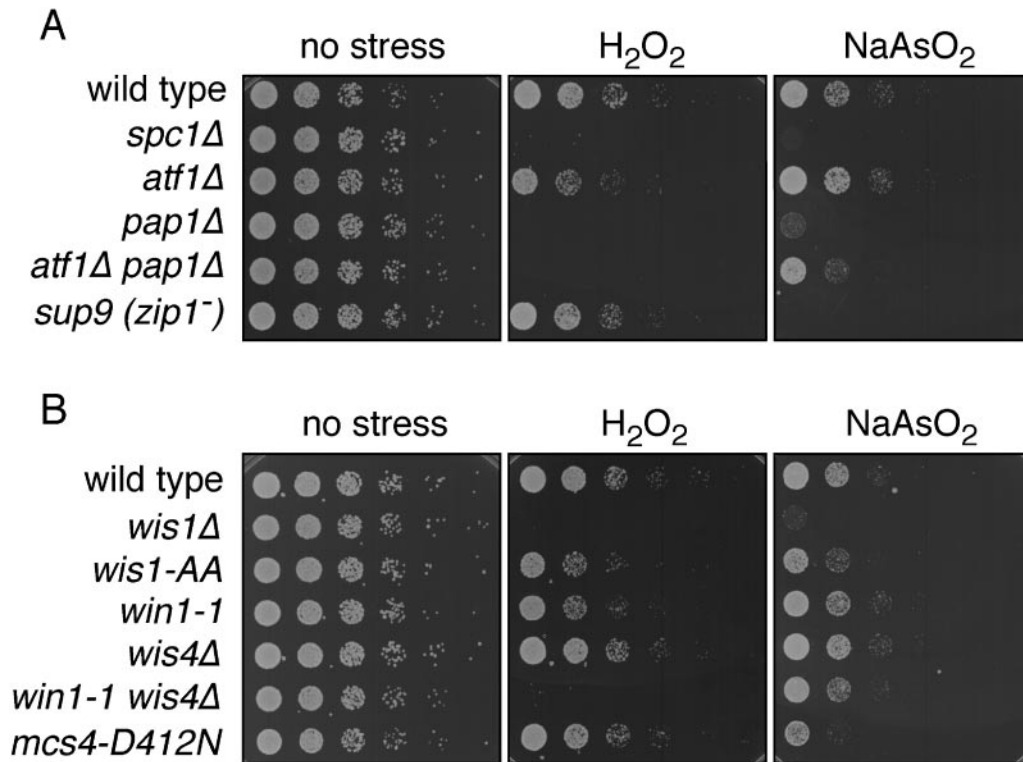 A
no stress H₂O₂ NaAsO₂
wild type
spc1Δ
atf1Δ
pap1Δ
atf1Δ pap1Δ
sup9 (zip1⁻)
B
no stress H₂O₂ NaAsO₂
wild type
wis1Δ
wis1-AA
win1-1
wis4Δ
win1-1 wis4Δ
mcs4-D412N